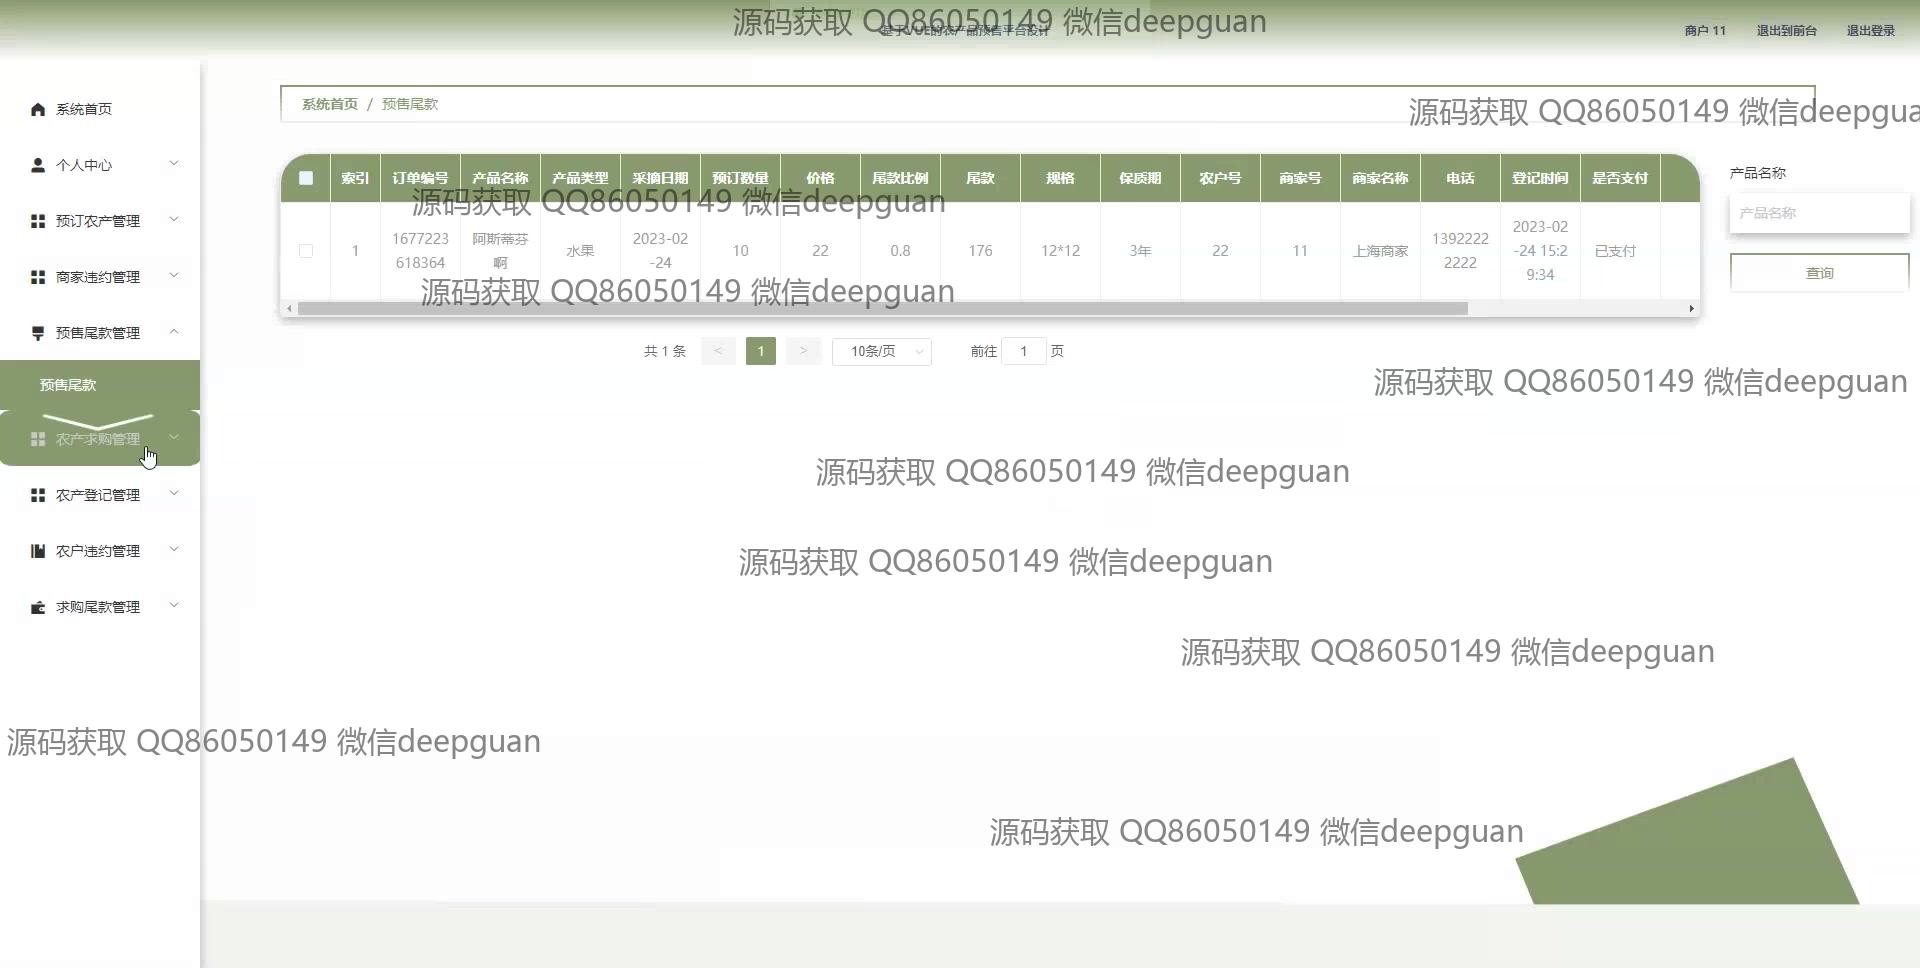 源码获取 QQ86050149 微信deepguan
基于VUE的农产品预售平台设计
商户 11
退出到前台
退出登录
系统首页
个人中心
预订农产管理
商家违约管理
预售尾款管理
预售尾款
农产求购管理
农产登记管理
农户违约管理
求购尾款管理
系统首页 / 预售尾款
源码获取 QQ86050149 微信deepgua
索引 订单编号 产品名称 产品类型 采摘日期 预订数量 价格 尾款比例 尾款 规格 保质期 农户号 商家号 商家名称 电话 登记时间 是否支付
源码获取 QQ86050149 微信deepguan
1 1677223618364 阿斯蒂芬啊 水果 2023-02-24 10 22 0.8 176 12*12 3年 22 11 上海商家 13922222222 2023-02-24 15:29:34 已支付
源码获取 QQ86050149 微信deepguan
产品名称
产品名称
查询
共 1 条 < 1 > 10条/页 前往 1 页
源码获取 QQ86050149 微信deepguan
源码获取 QQ86050149 微信deepguan
源码获取 QQ86050149 微信deepguan
源码获取 QQ86050149 微信deepguan
源码获取 QQ86050149 微信deepguan
源码获取 QQ86050149 微信deepguan